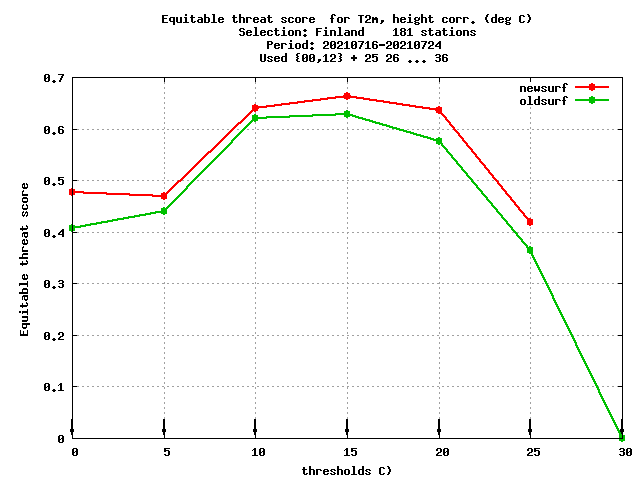 Equitable threat score  for T2m, height corr. (deg C)
Selection: Finland    181 stations
Period: 20210716-20210724
Used {00,12} + 25 26 ... 36
newsurf
oldsurf
Equitable threat score
0.7
0.6
0.5
0.4
0.3
0.2
0.1
0
0 5 10 15 20 25 30
thresholds C)